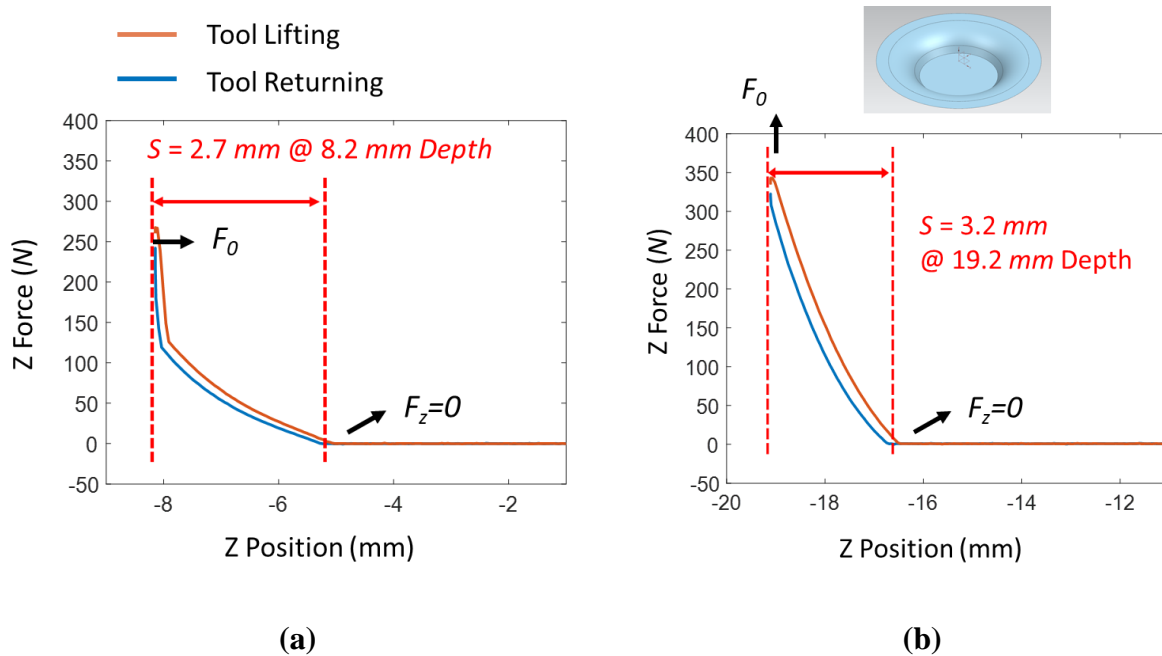 Tool Lifting
Tool Returning
S = 2.7 mm @ 8.2 mm Depth
400
350
300
250
200
150
100
50
0
-50
Z Force (N)
F0
Fz=0
-8
-6
-4
-2
Z Position (mm)
(a)
F0
400
350
300
250
200
150
100
50
0
-50
Z Force (N)
S = 3.2 mm
@ 19.2 mm Depth
Fz=0
-20
-18
-16
-14
-12
Z Position (mm)
(b)